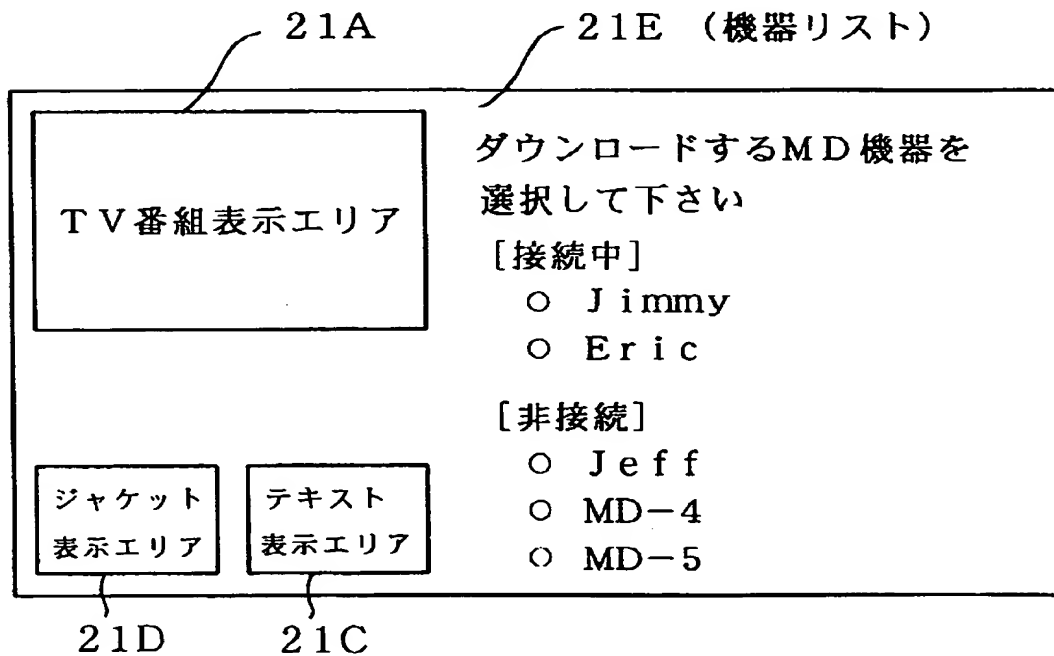 21A
21E (機器リスト)
TV番組表示エリア
ダウンロードするMD機器を
選択して下さい
[接続中]
○ Jimmy
○ Eric
[非接続]
○ Jeff
○ MD-4
○ MD-5
ジャケット
表示エリア
テキスト
表示エリア
21D
21C